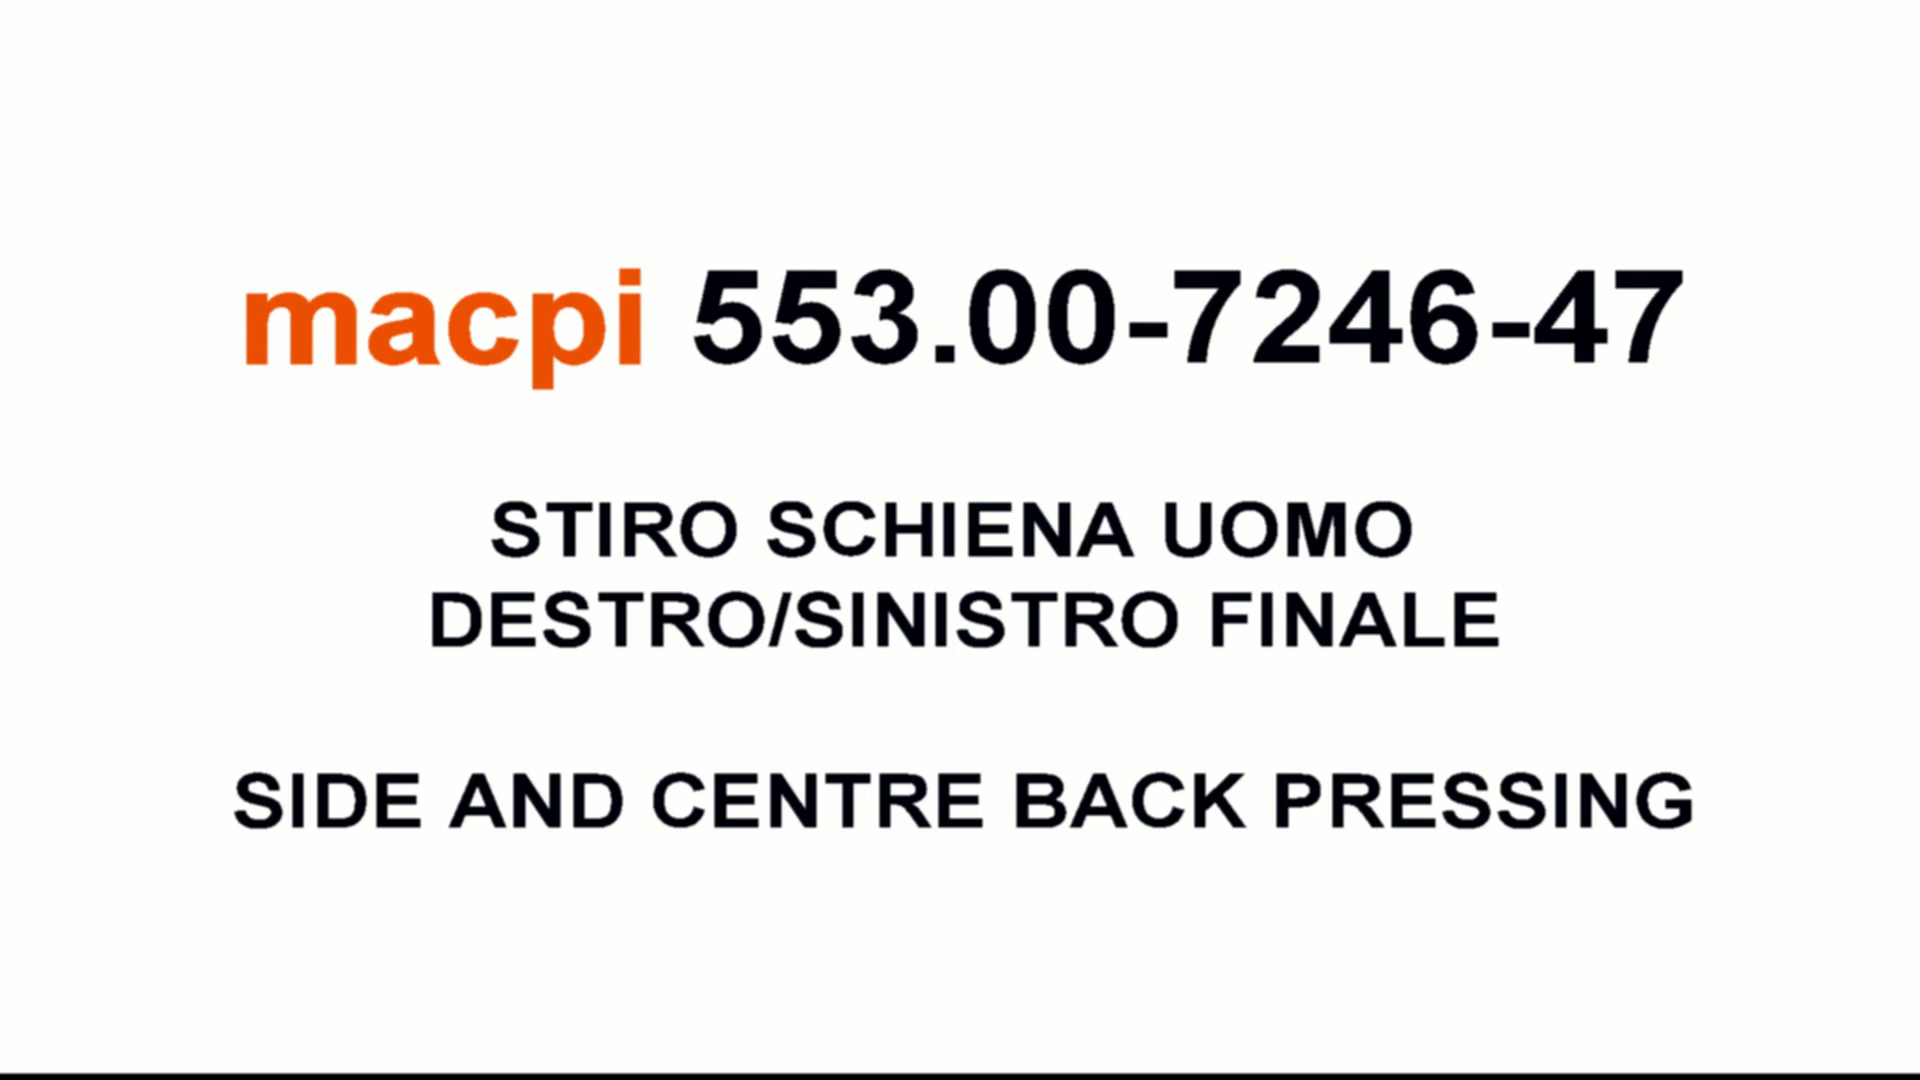 macpi 553.00-7246-47
STIRO SCHIENA UOMO
DESTRO/SINISTRO FINALE
SIDE AND CENTRE BACK PRESSING